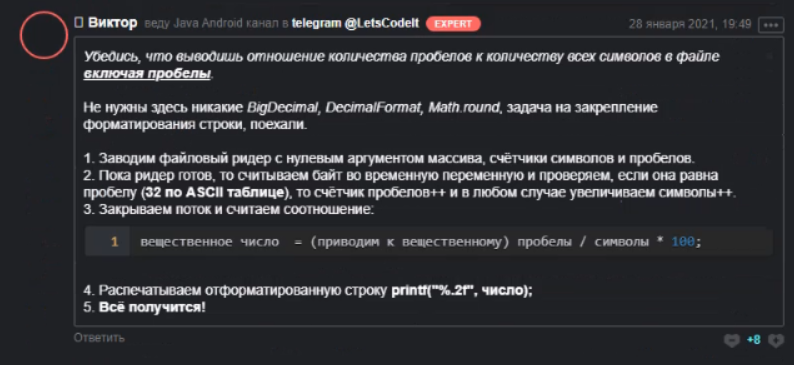 Виктор веду Java Android канал в telegram @LetsCodeIt EXPERT 28 января 2021, 19:49
Убедись, что выводишь отношение количества пробелов к количеству всех символов в файле
включая пробелы.
Не нужны здесь никакие BigDecimal, DecimalFormat, Math.round, задача на закрепление
форматирования строки, поехали.
1. Заводим файловый ридер с нулевым аргументом массива, счётчики символов и пробелов.
2. Пока ридер готов, то считываем байт во временную переменную и проверяем, если она равна
пробелу (32 по ASCII таблице), то счётчик пробелов++ и в любом случае увеличиваем символы++.
3. Закрываем поток и считаем соотношение:
1 вещественное число = (приводим к вещественному) пробелы / символы * 100;
4. Распечатываем отформатированную строку printf("%.2f", число);
5. Всё получится!
Ответить +8